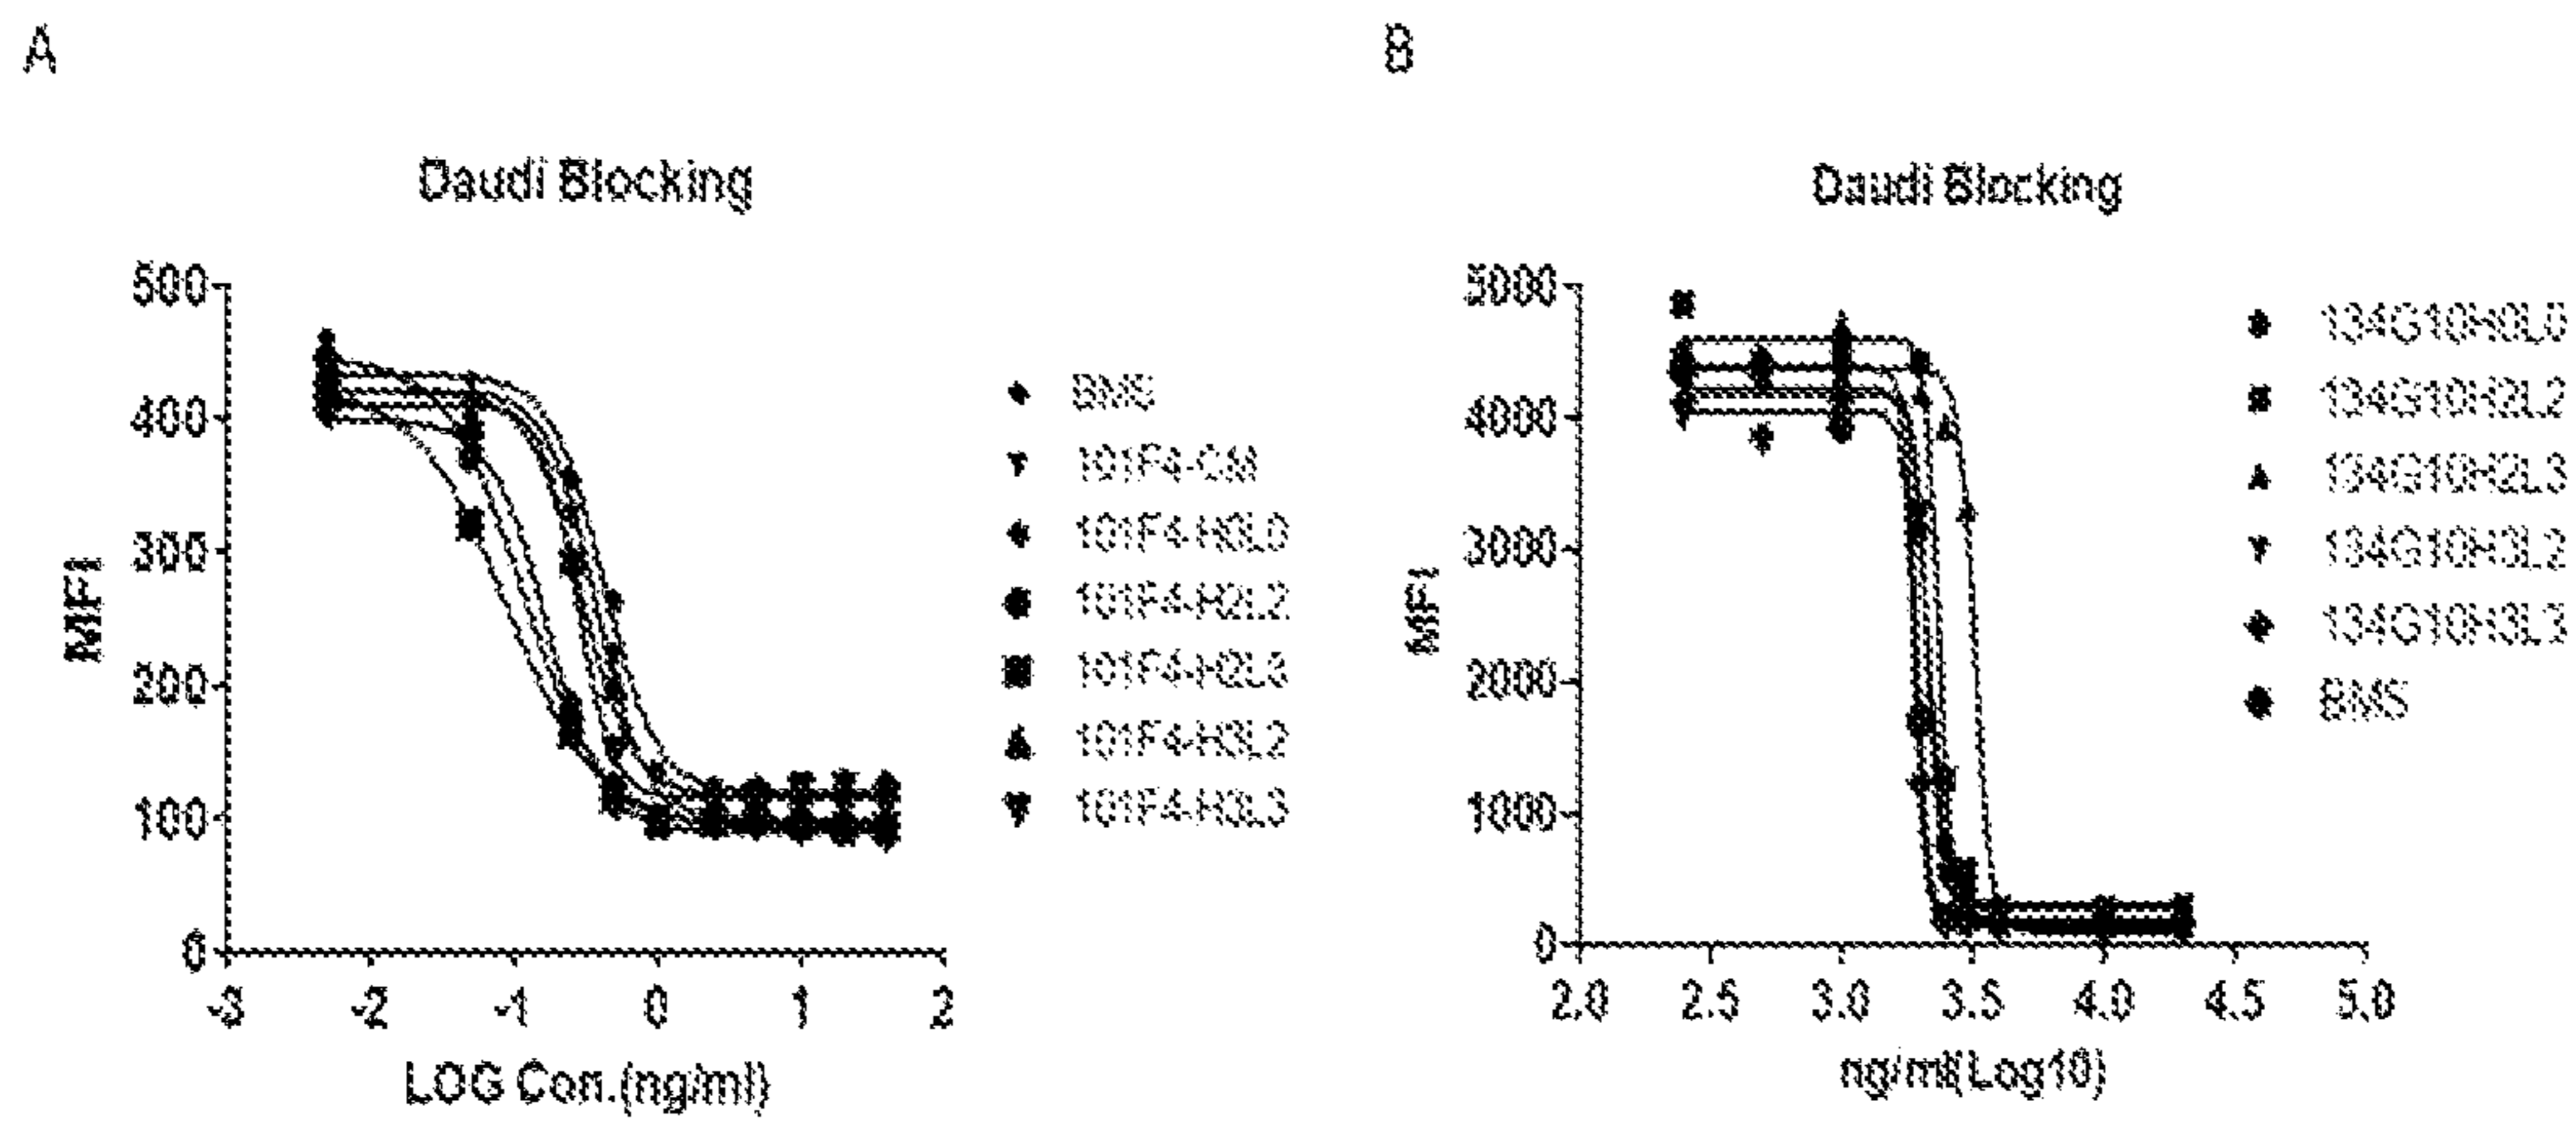 A
B
Daudi Blocking
500
400
300
200
100
0
MFI
-3 -2 -1 0 1 2
LOG Con.(ng/ml)
BMS
101F4-CM
101F4-H3L0
101F4-H2L2
101F4-H2L3
101F4-H3L2
101F4-H3L3
Daudi Blocking
5000
4000
3000
2000
1000
0
MFI
2.0 2.5 3.0 3.5 4.0 4.5 5.0
ng/ml(Log10)
134G10H0L0
134G10H2L2
134G10H2L3
134G10H3L2
134G10H3L3
BMS